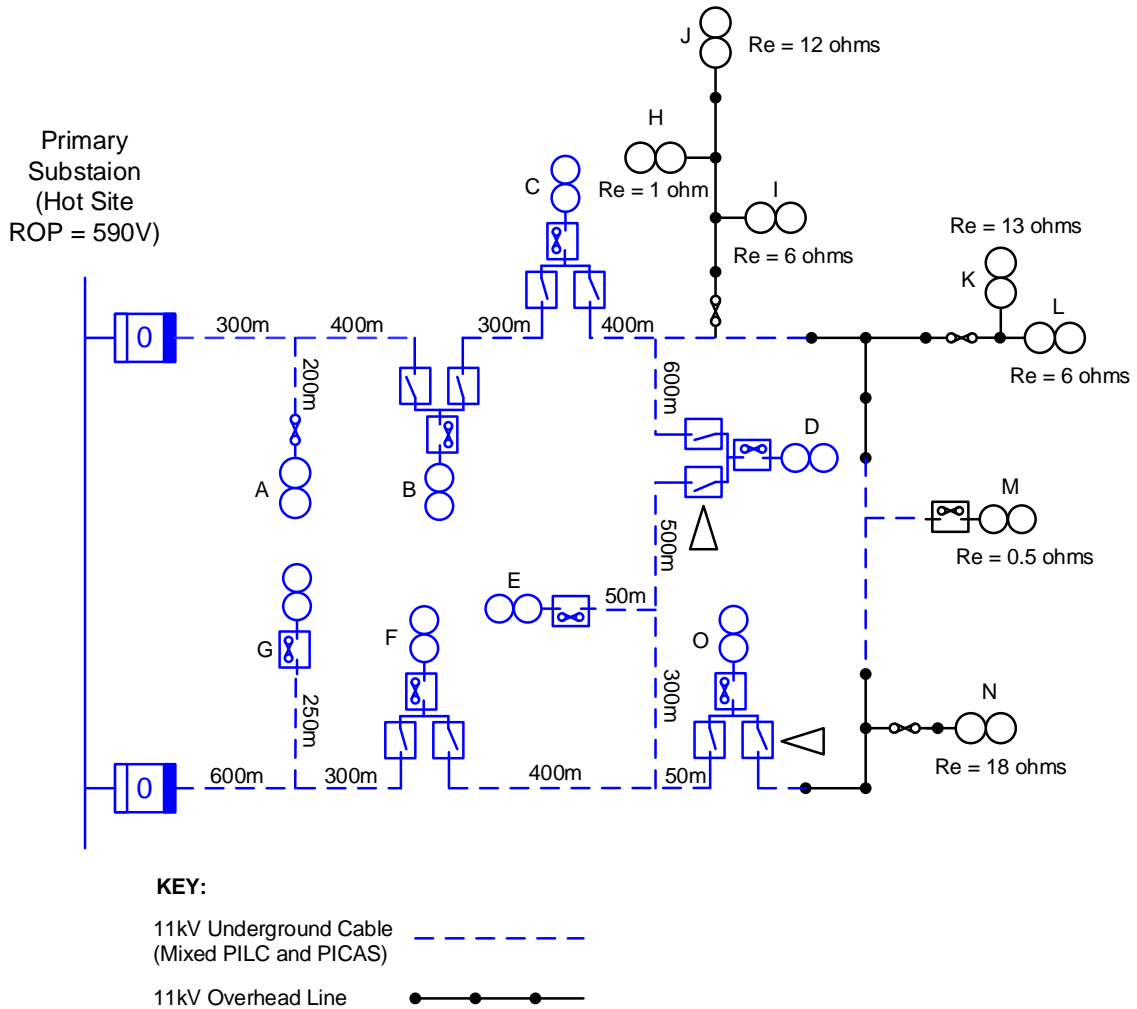 J
Re = 12 ohms
H
Re = 1 ohm
I
Re = 6 ohms
Primary
Substaion
(Hot Site
ROP = 590V)
C
Re = 13 ohms
K
L
Re = 6 ohms
0
300m
400m
300m
400m
200m
600m
A
B
D
M
Re = 0.5 ohms
500m
E
50m
G
F
O
250m
300m
N
Re = 18 ohms
0
600m
300m
400m
50m
KEY:
11kV Underground Cable
(Mixed PILC and PICAS)
11kV Overhead Line